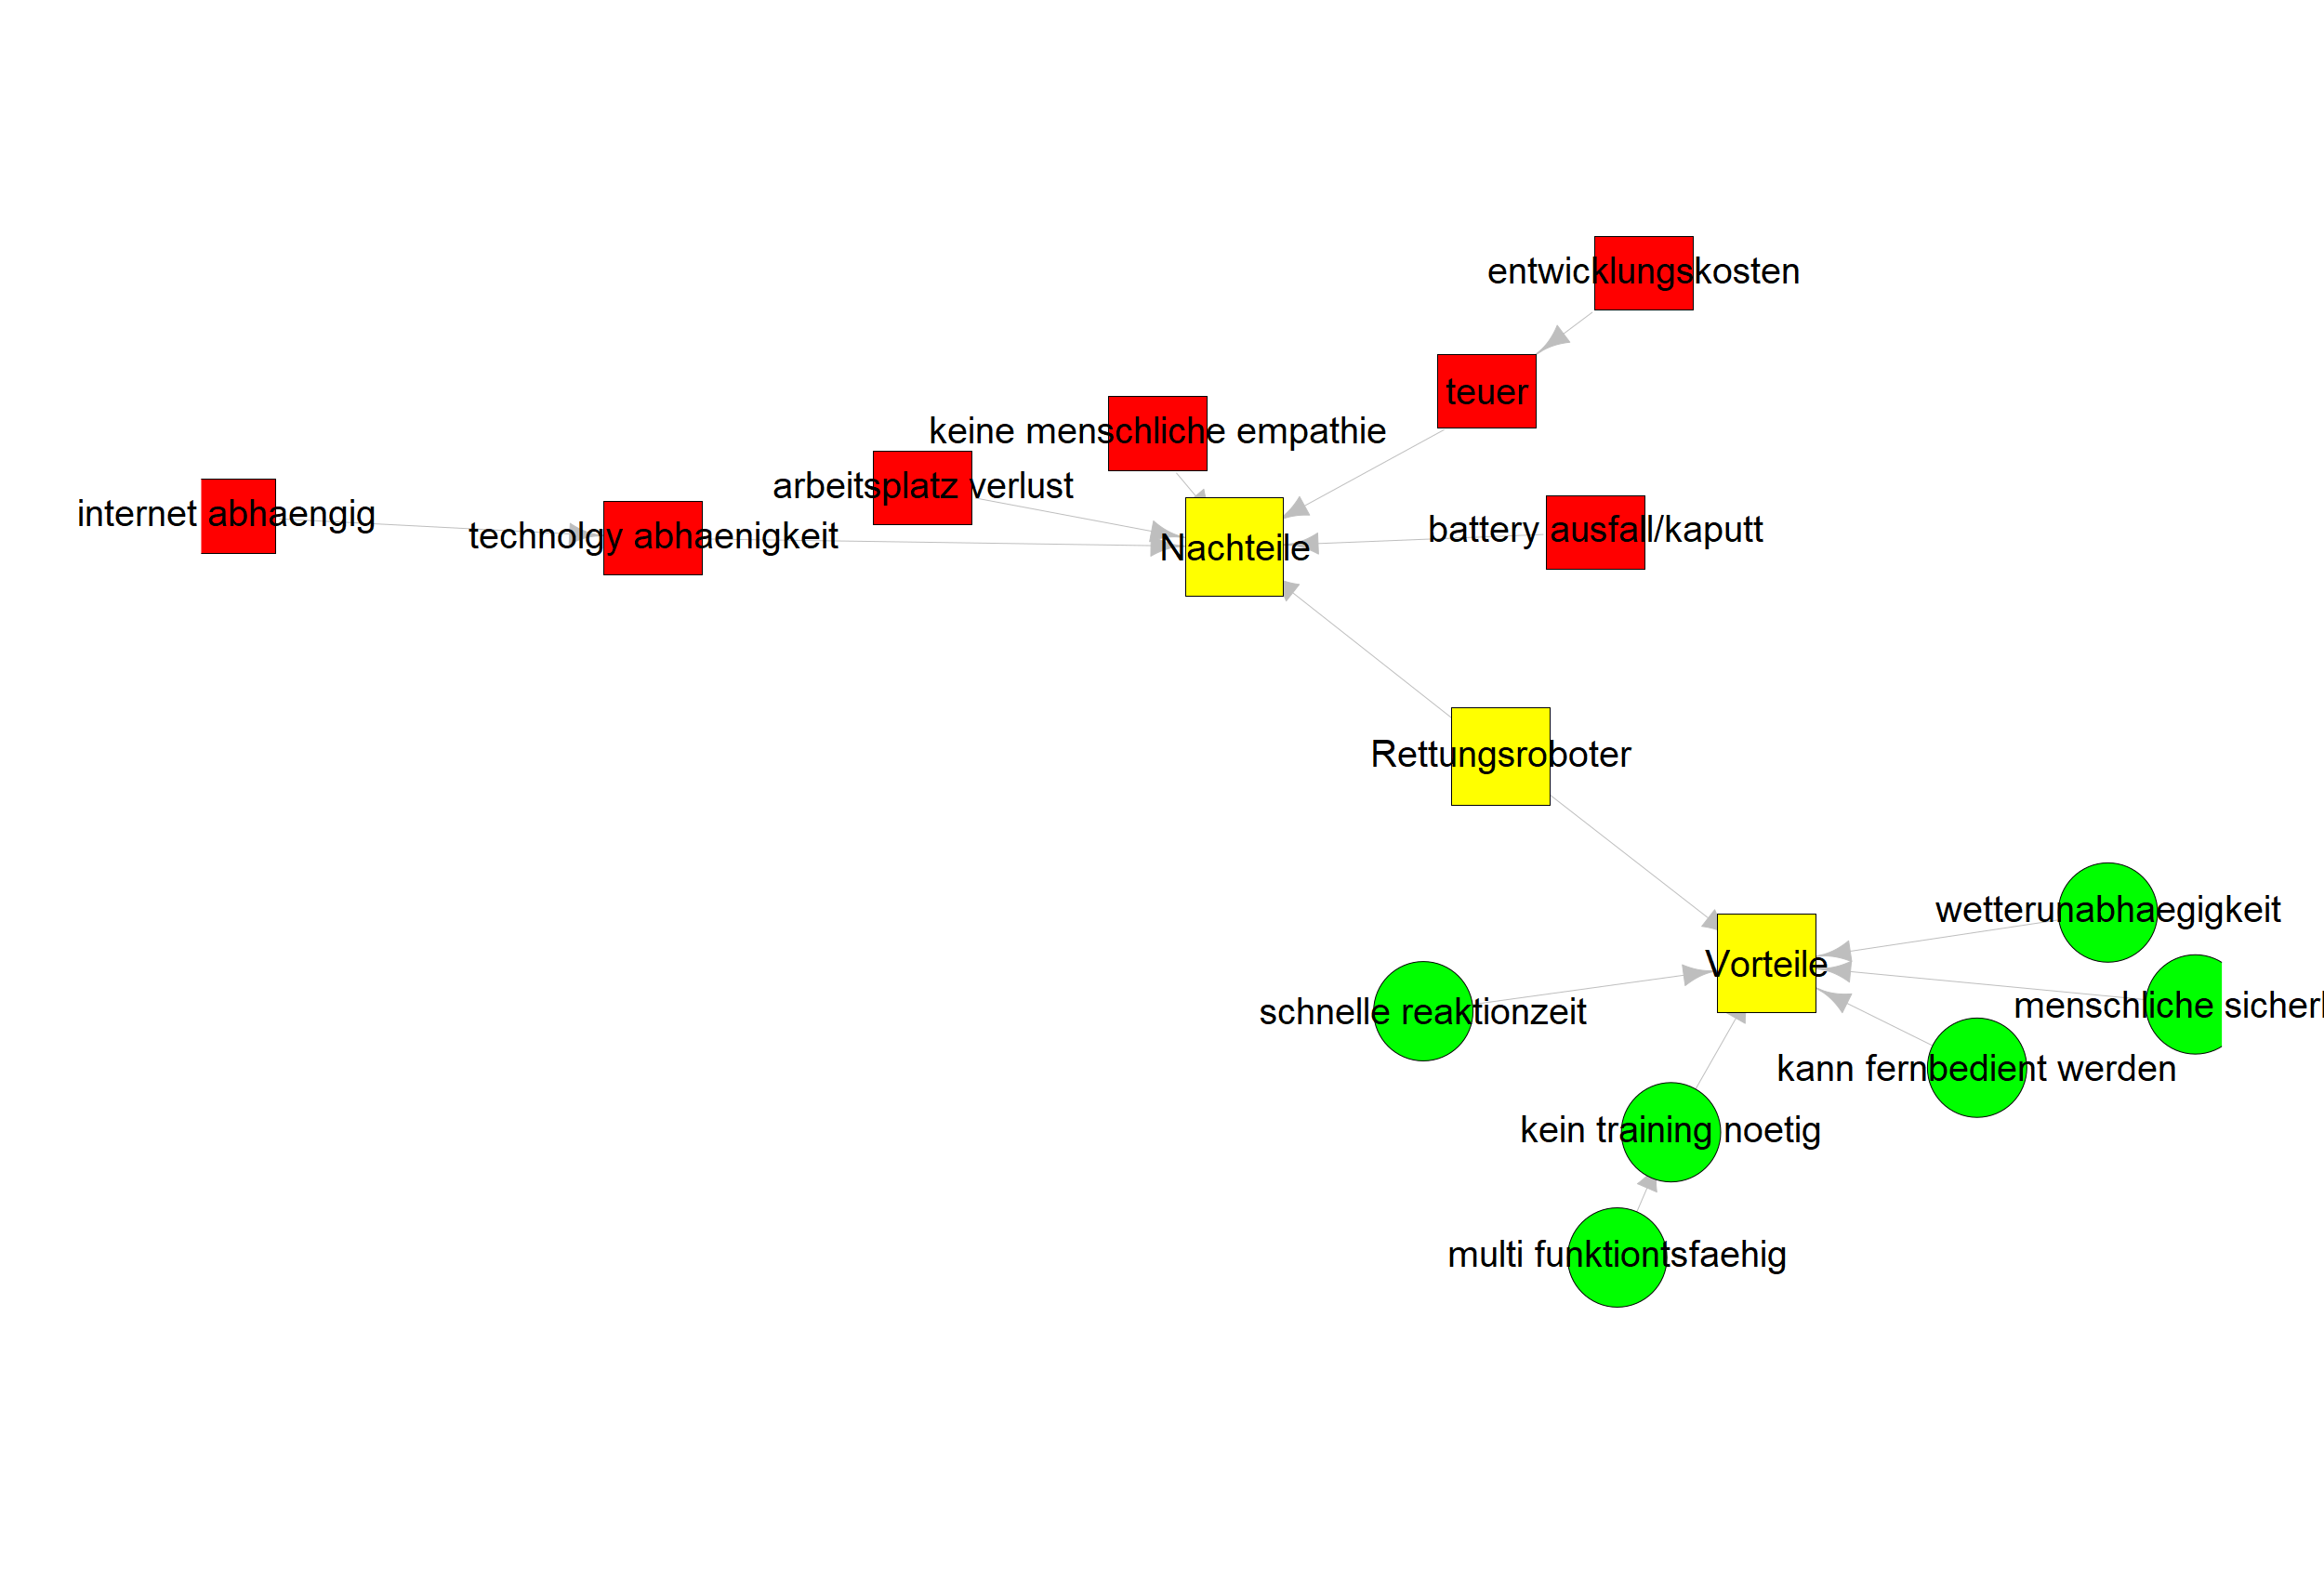 entwicklungskosten
teuer
keine menschliche empathie
arbeitsplatz verlust
internet abhaengig
technolgy abhaenigkeit
battery ausfall/kaputt
Nachteile
Rettungsroboter
wetterunabhaegigkeit
Vorteile
menschliche
schnelle reaktionzeit
kann fernbedient werden
kein training noetig
multi funktiontsfaehig